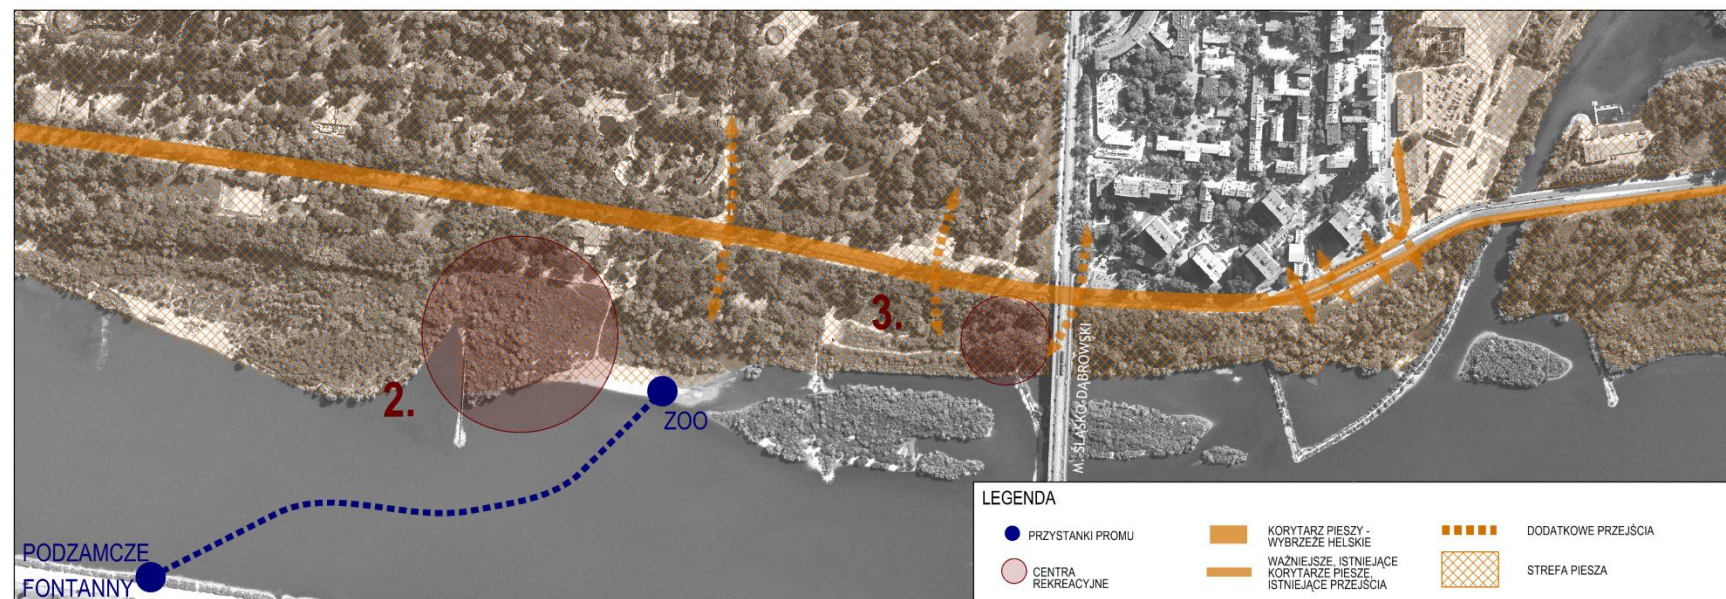 3.
2.
ZOO
M. ŚLĄSKO-DĄBROWSKI
PODZAMCZE
FONTANNY
LEGENDA
PRZYSTANKI PROMU
CENTRA
REKREACYJNE
KORYTARZ PIESZY -
WYBRZEŻE HELSKIE
WAŻNIEJSZE, ISTNIEJĄCE
KORYTARZE PIESZE,
ISTNIEJĄCE PRZEJŚCIA
DODATKOWE PRZEJŚCIA
STREFA PIESZA